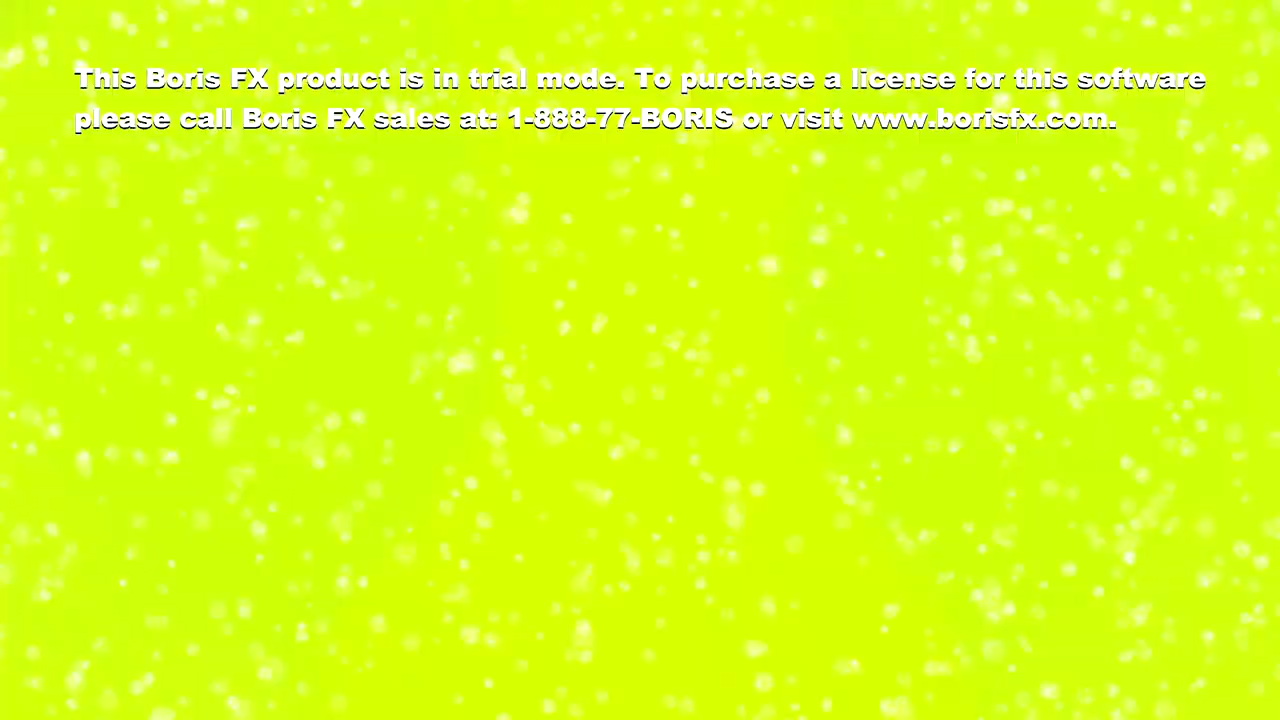 This Boris FX product is in trial mode. To purchase a license for this software
please call Boris FX sales at: 1-888-77-BORIS or visit www.borisfx.com.